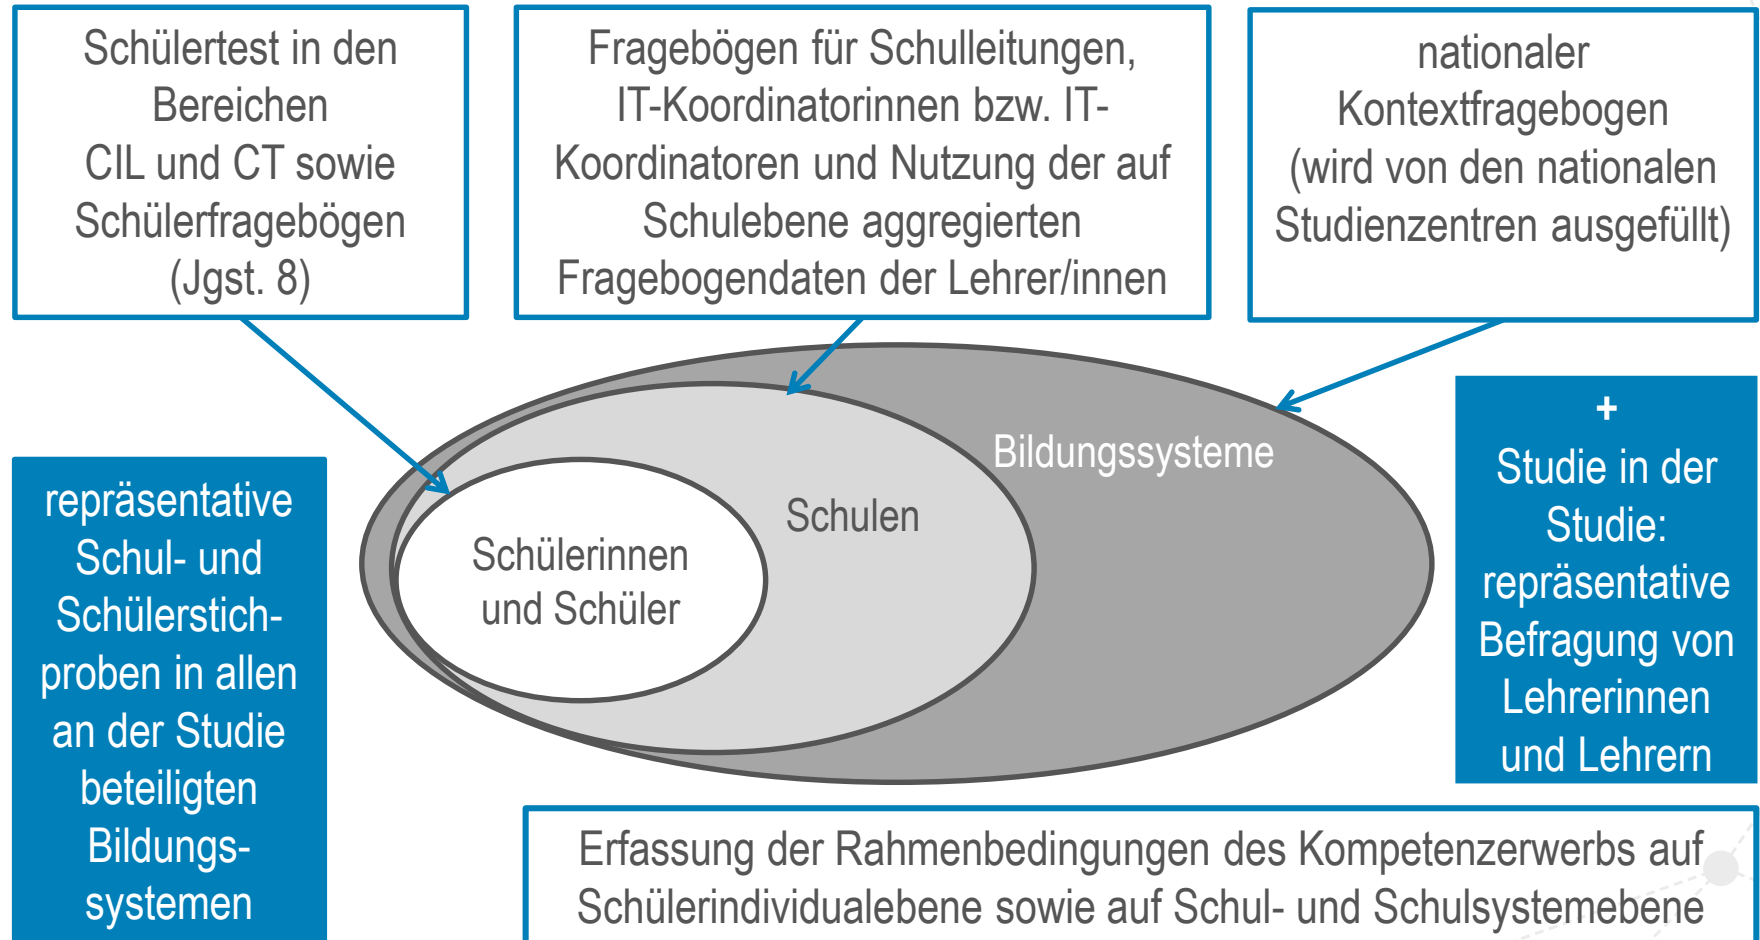 Schülertest in den
Bereichen
CIL und CT sowie
Schülerfragebögen
(Jgst. 8)
Fragebögen für Schulleitungen,
IT-Koordinatorinnen bzw. IT-
Koordinatoren und Nutzung der auf
Schulebene aggregierten
Fragebogendaten der Lehrer/innen
nationaler
Kontextfragebogen
(wird von den nationalen
Studienzentren ausgefüllt)
Bildungssysteme
Schulen
Schülerinnen
und Schüler
repräsentative
Schul- und
Schülerstich-
proben in allen
an der Studie
beteiligten
Bildungs-
systemen
+
Studie in der
Studie:
repräsentative
Befragung von
Lehrerinnen
und Lehrern
Erfassung der Rahmenbedingungen des Kompetenzerwerbs auf
Schülerindividualebene sowie auf Schul- und Schulsystemebene